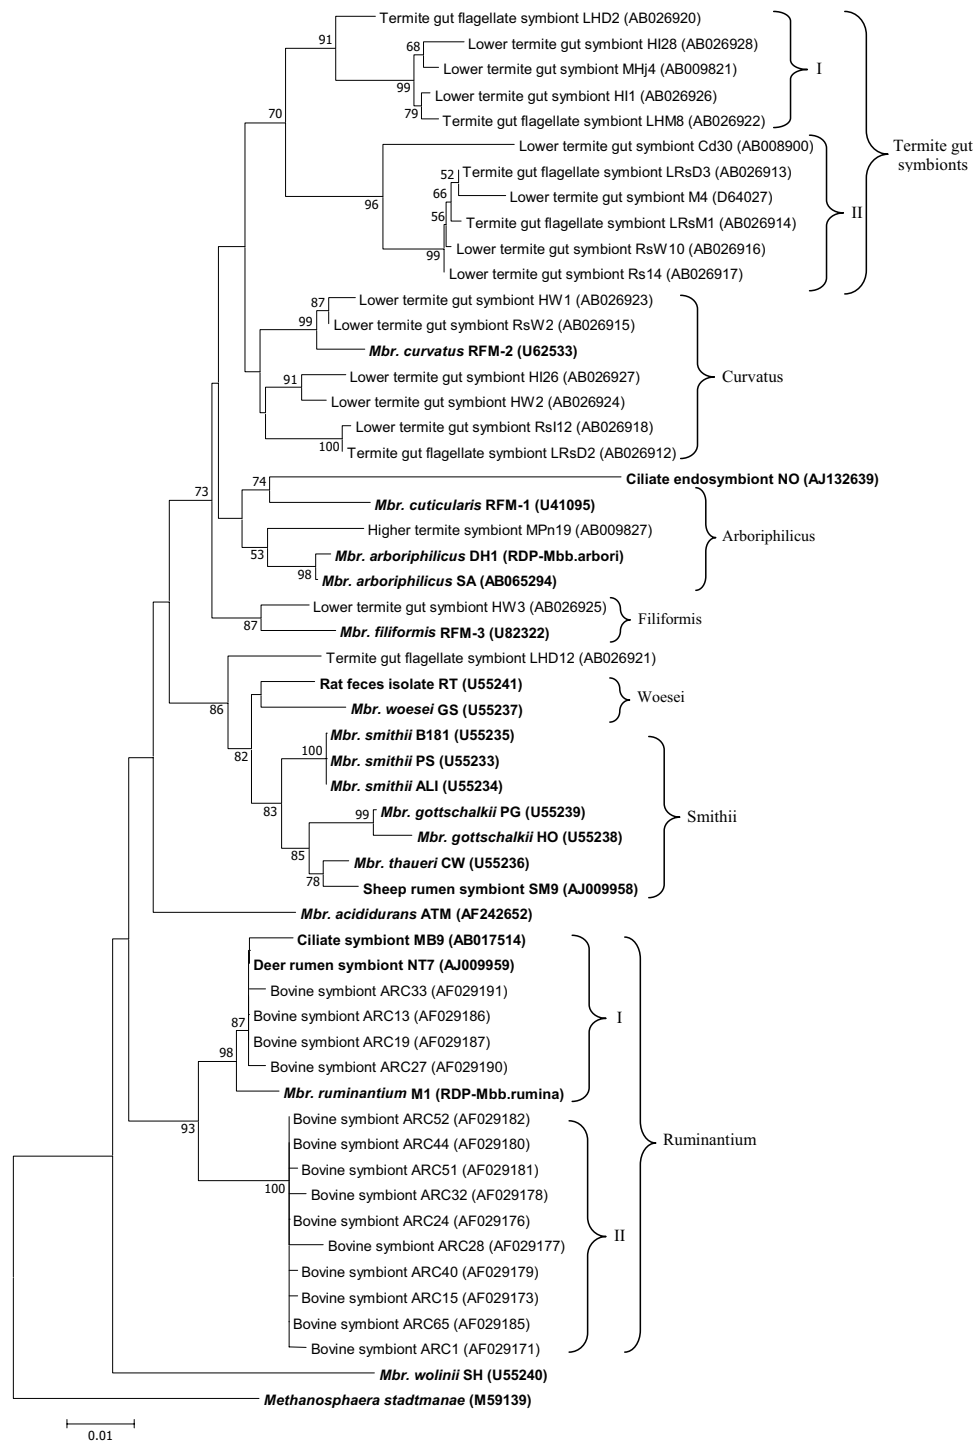 Termite gut flagellate symbiont LHD2 (AB026920)
91
68
Lower termite gut symbiont HI28 (AB026928)
Lower termite gut symbiont MHj4 (AB009821)
I
99
Lower termite gut symbiont HI1 (AB026926)
79
Termite gut flagellate symbiont LHM8 (AB026922)
70
Lower termite gut symbiont Cd30 (AB008900)
Termite gut
symbionts
52
Termite gut flagellate symbiont LRsD3 (AB026913)
66
Lower termite gut symbiont M4 (D64027)
96
56
Termite gut flagellate symbiont LRsM1 (AB026914)
II
Lower termite gut symbiont RsW10 (AB026916)
99
Lower termite gut symbiont Rs14 (AB026917)
87
Lower termite gut symbiont HW1 (AB026923)
99
Lower termite gut symbiont RsW2 (AB026915)
Mbr. curvatus RFM-2 (U62533)
91
Lower termite gut symbiont HI26 (AB026927)
Curvatus
Lower termite gut symbiont HW2 (AB026924)
Lower termite gut symbiont RsI12 (AB026918)
100
Termite gut flagellate symbiont LRsD2 (AB026912)
74
Ciliate endosymbiont NO (AJ132639)
73
Mbr. cuticularis RFM-1 (U41095)
Higher termite symbiont MPn19 (AB009827)
Arboriphilicus
53
Mbr. arboriphilicus DH1 (RDP-Mbb.arbori)
98
Mbr. arboriphilicus SA (AB065294)
Lower termite gut symbiont HW3 (AB026925)
Filiformis
87
Mbr. filiformis RFM-3 (U82322)
Termite gut flagellate symbiont LHD12 (AB026921)
86
Rat feces isolate RT (U55241)
Woesei
Mbr. woesei GS (U55237)
82
Mbr. smithii B181 (U55235)
100
Mbr. smithii PS (U55233)
Mbr. smithii ALI (U55234)
83
99
Mbr. gottschalkii PG (U55239)
Smithii
Mbr. gottschalkii HO (U55238)
85
Mbr. thaueri CW (U55236)
78
Sheep rumen symbiont SM9 (AJ009958)
Mbr. acididurans ATM (AF242652)
Ciliate symbiont MB9 (AB017514)
Deer rumen symbiont NT7 (AJ009959)
Bovine symbiont ARC33 (AF029191)
87
Bovine symbiont ARC13 (AF029186)
I
98
Bovine symbiont ARC19 (AF029187)
Bovine symbiont ARC27 (AF029190)
Mbr. ruminantium M1 (RDP-Mbb.rumina)
93
Bovine symbiont ARC52 (AF029182)
Bovine symbiont ARC44 (AF029180)
Ruminantium
Bovine symbiont ARC51 (AF029181)
100
Bovine symbiont ARC32 (AF029178)
Bovine symbiont ARC24 (AF029176)
II
Bovine symbiont ARC28 (AF029177)
Bovine symbiont ARC40 (AF029179)
Bovine symbiont ARC15 (AF029173)
Bovine symbiont ARC65 (AF029185)
Bovine symbiont ARC1 (AF029171)
Mbr. wolinii SH (U55240)
Methanosphaera stadtmanae (M59139)
0.01